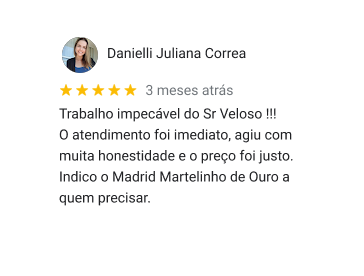 Danielli Juliana Correa
3 meses atrás
Trabalho impecável do Sr Veloso !!!
O atendimento foi imediato, agiu com
muita honestidade e o preço foi justo.
Indico o Madrid Martelinho de Ouro a
quem precisar.